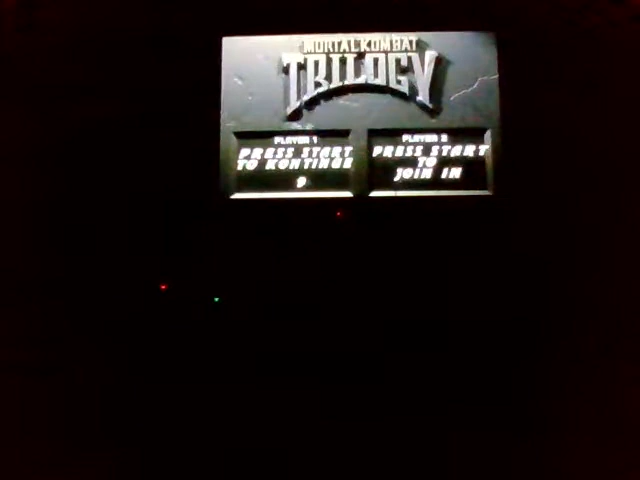 MORTAL KOMBAT
TRILOGY
PLAYER 1
PRESS START
TO KONTINUE
9
PLAYER 2
PRESS START
TO
JOIN IN